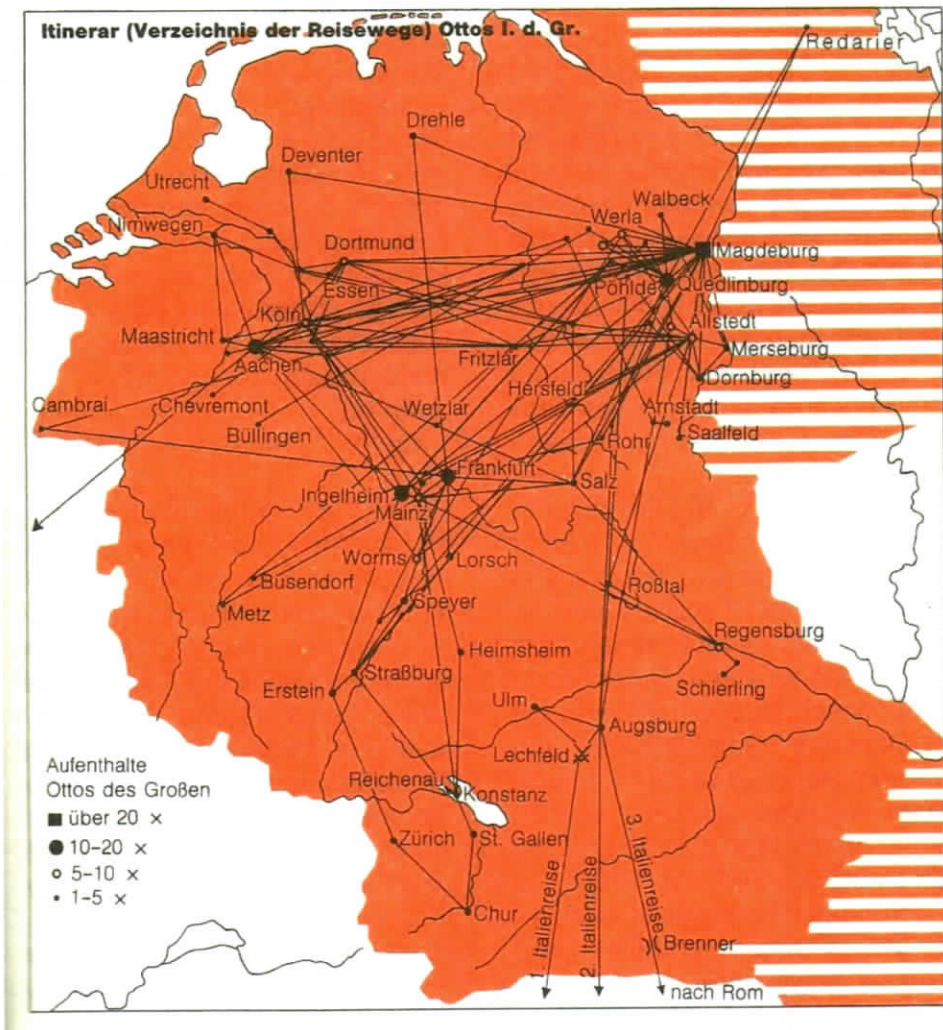 Itinerar (Verzeichnis der Reisewege) Ottos I. d. Gr.
Redarier
Drehle
Deventer
Utrecht
Walbeck
Werla
Nimwegen
Dortmund
Magdeburg
Essen
Pöhlde
Quedlinburg
Köln
Allstedt
Maastricht
Aachen
Fritzlar
Merseburg
Dornburg
Hersfeld
Cambrai
Chèvremont
Wetzlar
Arnstadt
Büllingen
Rohr
Saalfeld
Frankfurt
Salz
Ingelheim
Mainz
Worms
Lorsch
Büsendorf
Roßtal
Metz
Speyer
Regensburg
Heimsheim
Straßburg
Schierling
Erstein
Ulm
Augsburg
Lechfeld
Aufenthalte
Ottos des Großen
über 20 ×
10–20 ×
5–10 ×
1–5 ×
Reichenau
Konstanz
Zürich
St. Gallen
Chur
1. Italienreise
2. Italienreise
3. Italienreise
Brenner
nach Rom